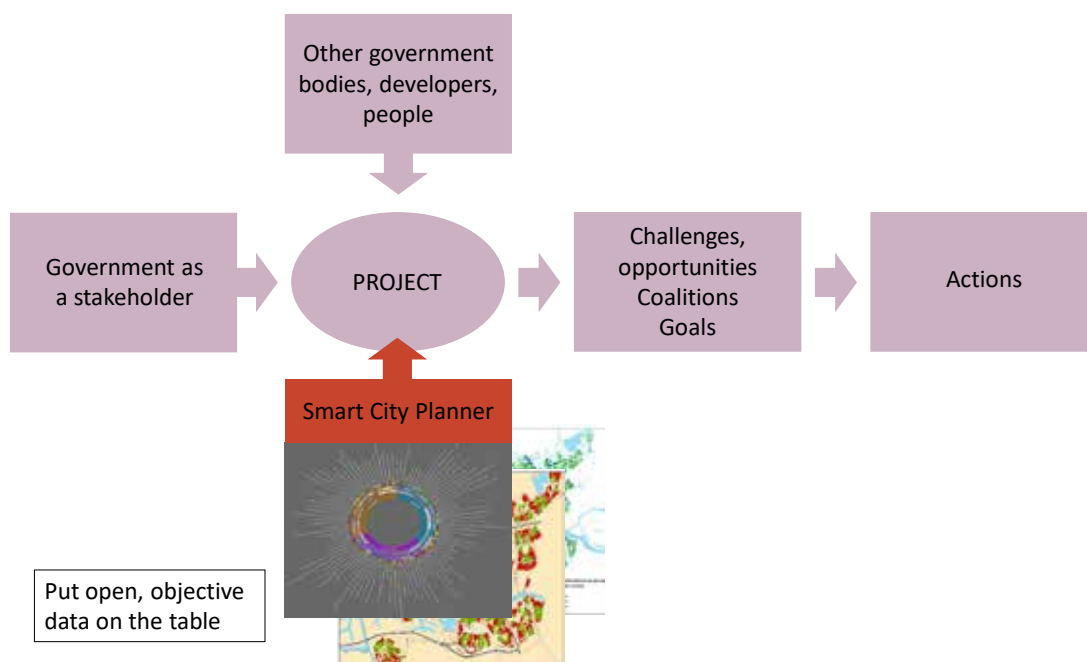 Other government
bodies, developers,
people
Government as
a stakeholder
PROJECT
Challenges,
opportunities
Coalitions
Goals
Actions
Smart City Planner
Put open, objective
data on the table